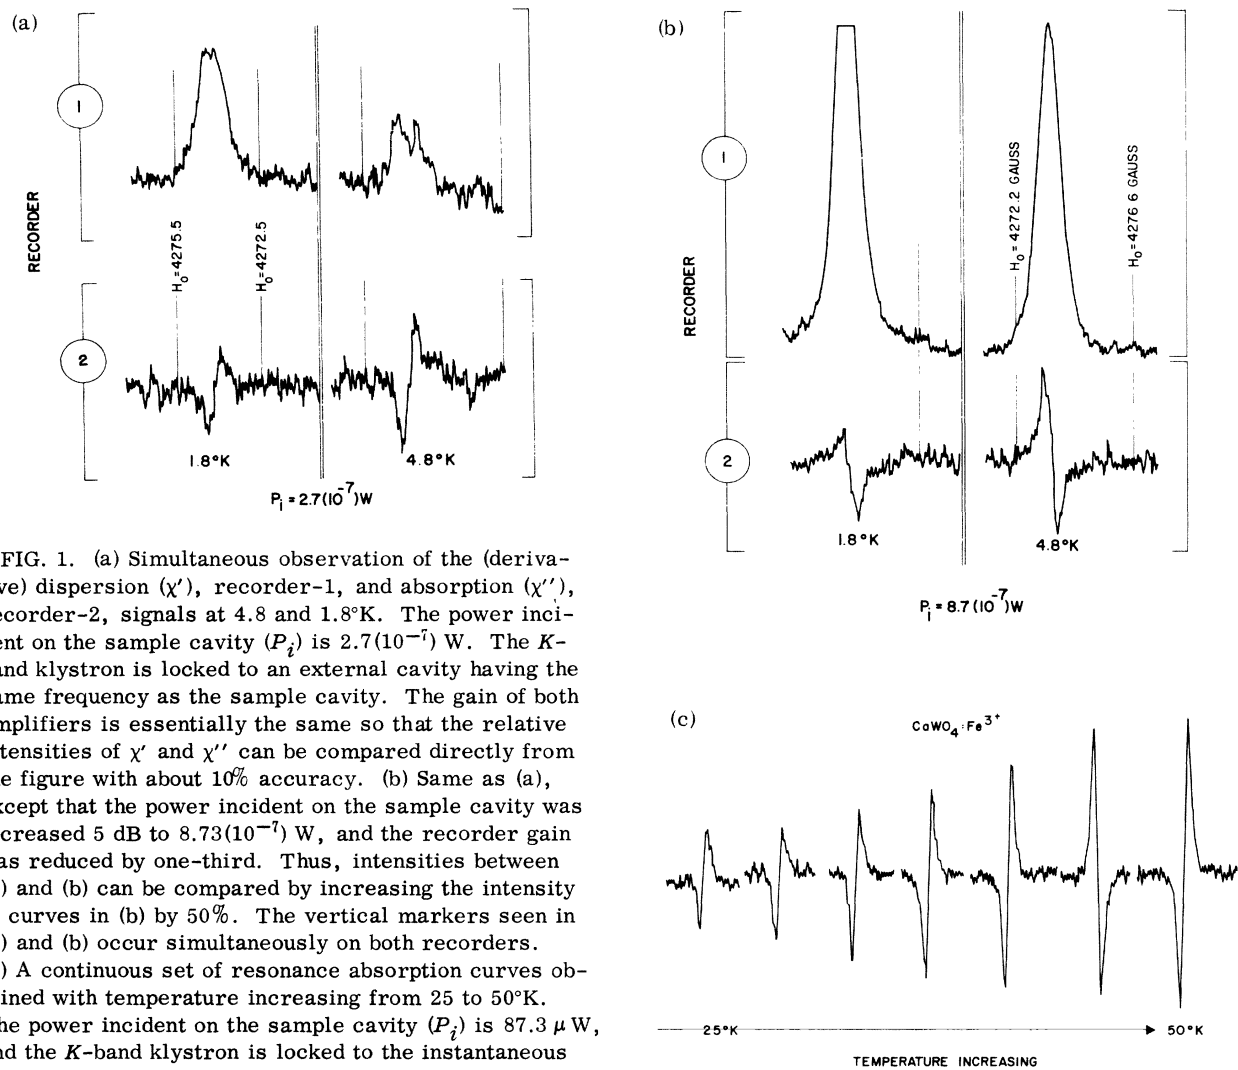 (a)
RECORDER
1
2
H₀=4275.5
H₀=4272.5
1.8°K
4.8°K
Pᵢ = 2.7(10⁻⁷)W
(b)
RECORDER
1
2
H₀=4272.2 GAUSS
H₀=4276 6 GAUSS
1.8°K
4.8°K
Pᵢ = 8.7(10⁻⁷)W
FIG. 1. (a) Simultaneous observation of the (deriva-
ve) dispersion (χ′), recorder-1, and absorption (χ′′),
ecorder-2, signals at 4.8 and 1.8°K. The power inci-
ent on the sample cavity (Pᵢ) is 2.7(10⁻⁷) W. The K-
and klystron is locked to an external cavity having the
ame frequency as the sample cavity. The gain of both
mplifiers is essentially the same so that the relative
tensities of χ′ and χ′′ can be compared directly from
e figure with about 10% accuracy. (b) Same as (a),
xcept that the power incident on the sample cavity was
creased 5 dB to 8.73(10⁻⁷) W, and the recorder gain
as reduced by one-third. Thus, intensities between
) and (b) can be compared by increasing the intensity
curves in (b) by 50%. The vertical markers seen in
) and (b) occur simultaneously on both recorders.
) A continuous set of resonance absorption curves ob-
ined with temperature increasing from 25 to 50°K.
he power incident on the sample cavity (Pᵢ) is 87.3 μW,
nd the K-band klystron is locked to the instantaneous
(c)
CaWO₄:Fe³⁺
25°K
50°K
TEMPERATURE INCREASING